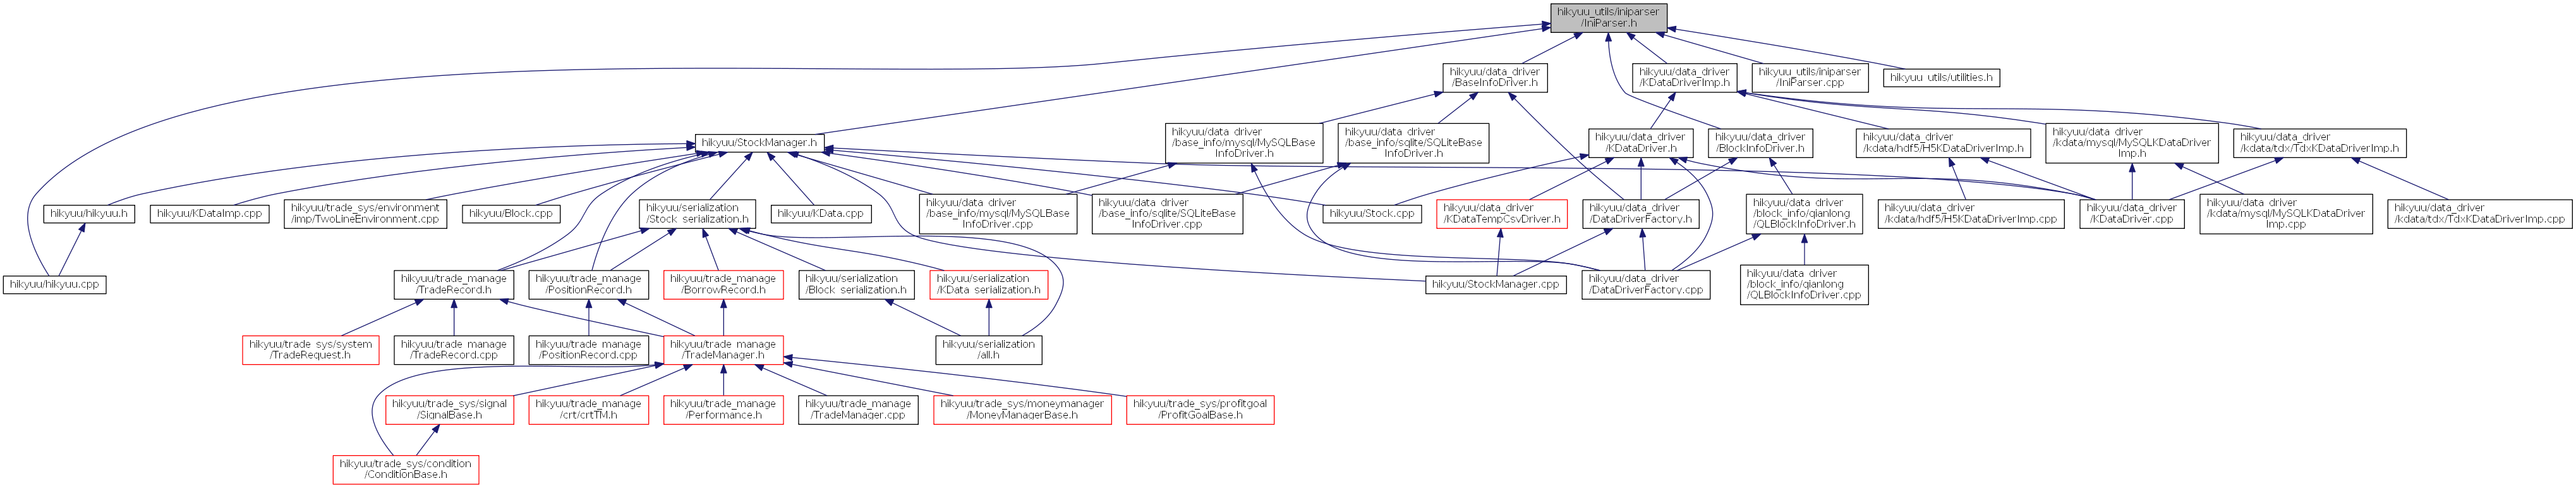 hikyuu_utils/iniparser
/IniParser.h
hikyuu/data_driver
/BaseInfoDriver.h
hikyuu/data_driver
/KDataDriverImp.h
hikyuu_utils/iniparser
/IniParser.cpp
hikyuu_utils/utilities.h
hikyuu/StockManager.h
hikyuu/data_driver
/base_info/mysql/MySQLBase
InfoDriver.h
hikyuu/data_driver
/base_info/sqlite/SQLiteBase
InfoDriver.h
hikyuu/data_driver
/KDataDriver.h
hikyuu/data_driver
/BlockInfoDriver.h
hikyuu/data_driver
/kdata/hdf5/H5KDataDriverImp.h
hikyuu/data_driver
/kdata/mysql/MySQLKDataDriver
Imp.h
hikyuu/data_driver
/kdata/tdx/TdxKDataDriverImp.h
hikyuu/hikyuu.h
hikyuu/KDataImp.cpp
hikyuu/trade_sys/environment
/imp/TwoLineEnvironment.cpp
hikyuu/Block.cpp
hikyuu/serialization
/Stock_serialization.h
hikyuu/KData.cpp
hikyuu/data_driver
/base_info/mysql/MySQLBase
InfoDriver.cpp
hikyuu/data_driver
/base_info/sqlite/SQLiteBase
InfoDriver.cpp
hikyuu/Stock.cpp
hikyuu/data_driver
/KDataTempCsvDriver.h
hikyuu/data_driver
/DataDriverFactory.h
hikyuu/data_driver
/block_info/qianlong
/QLBlockInfoDriver.h
hikyuu/data_driver
/kdata/hdf5/H5KDataDriverImp.cpp
hikyuu/data_driver
/KDataDriver.cpp
hikyuu/data_driver
/kdata/mysql/MySQLKDataDriver
Imp.cpp
hikyuu/data_driver
/kdata/tdx/TdxKDataDriverImp.cpp
hikyuu/hikyuu.cpp
hikyuu/trade_manage
/TradeRecord.h
hikyuu/trade_manage
/PositionRecord.h
hikyuu/trade_manage
/BorrowRecord.h
hikyuu/serialization
/Block_serialization.h
hikyuu/serialization
/KData_serialization.h
hikyuu/StockManager.cpp
hikyuu/data_driver
/DataDriverFactory.cpp
hikyuu/data_driver
/block_info/qianlong
/QLBlockInfoDriver.cpp
hikyuu/trade_sys/system
/TradeRequest.h
hikyuu/trade_manage
/TradeRecord.cpp
hikyuu/trade_manage
/PositionRecord.cpp
hikyuu/trade_manage
/TradeManager.h
hikyuu/serialization
/all.h
hikyuu/trade_sys/signal
/SignalBase.h
hikyuu/trade_manage
/crt/crtTM.h
hikyuu/trade_manage
/Performance.h
hikyuu/trade_manage
/TradeManager.cpp
hikyuu/trade_sys/moneymanager
/MoneyManagerBase.h
hikyuu/trade_sys/profitgoal
/ProfitGoalBase.h
hikyuu/trade_sys/condition
/ConditionBase.h